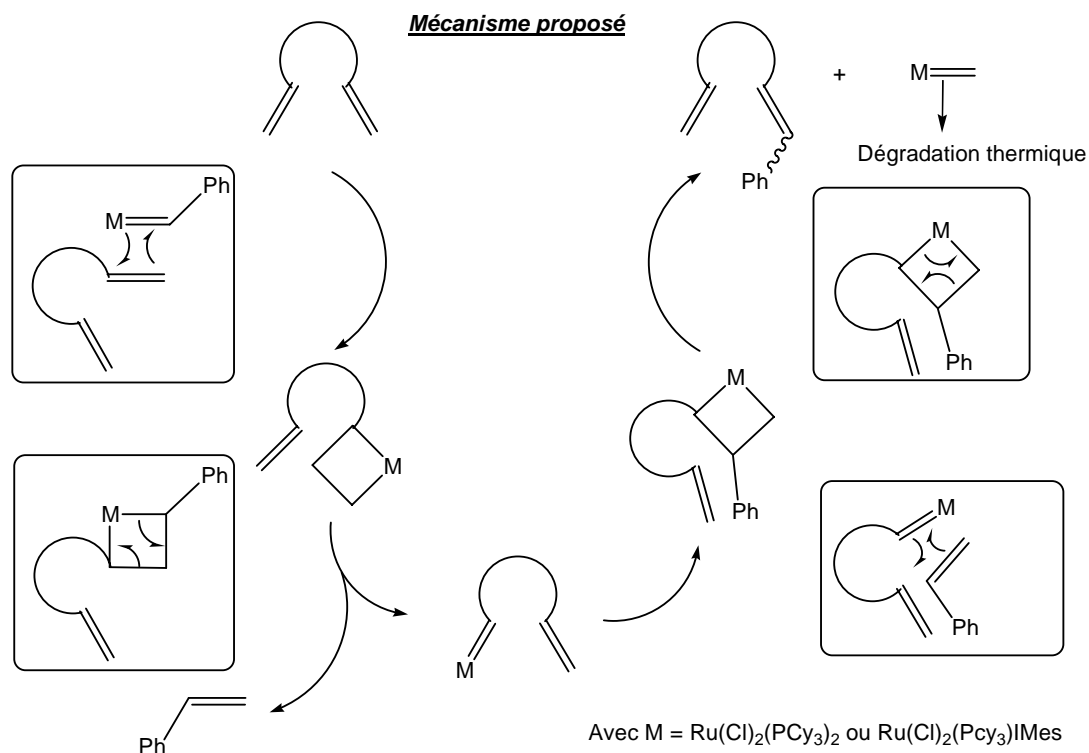 Mécanisme proposé
+
M
Dégradation thermique
Ph
M
Ph
M
Ph
M
M
Ph
M
Ph
M
Ph
M
Ph
M
Ph
Avec M = Ru(Cl)2(PCy3)2 ou Ru(Cl)2(Pcy3)IMes